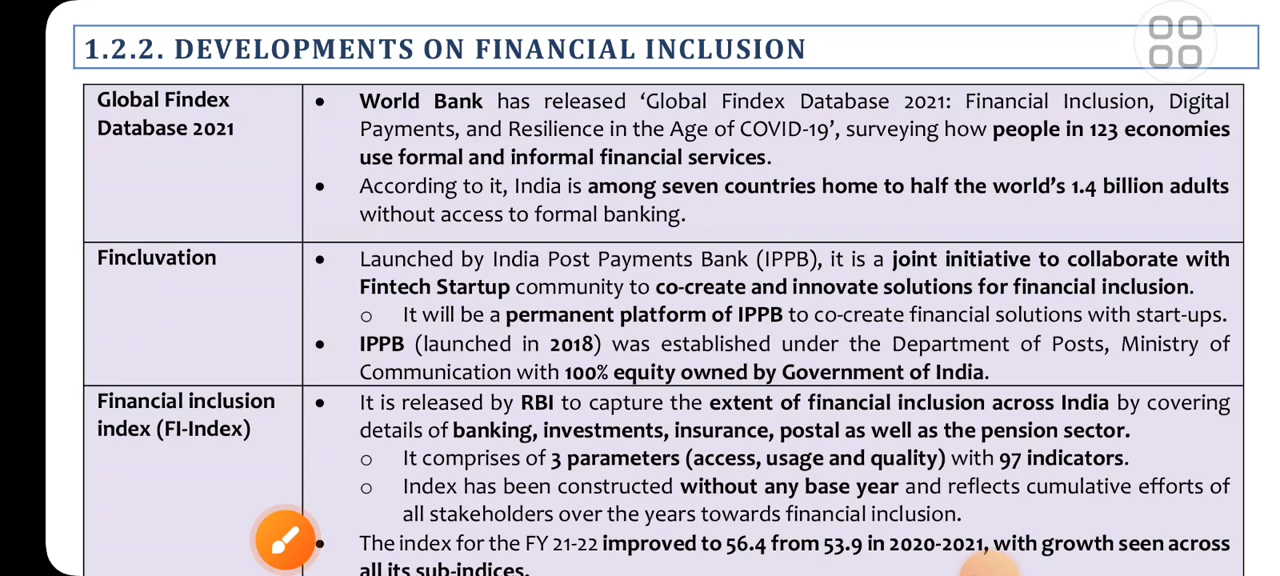 1.2.2. DEVELOPMENTS ON FINANCIAL INCLUSION
Global Findex
Database 2021
• World Bank has released ‘Global Findex Database 2021: Financial Inclusion, Digital
Payments, and Resilience in the Age of COVID-19’, surveying how people in 123 economies
use formal and informal financial services.
• According to it, India is among seven countries home to half the world’s 1.4 billion adults
without access to formal banking.
Fincluvation
• Launched by India Post Payments Bank (IPPB), it is a joint initiative to collaborate with
Fintech Startup community to co-create and innovate solutions for financial inclusion.
o It will be a permanent platform of IPPB to co-create financial solutions with start-ups.
• IPPB (launched in 2018) was established under the Department of Posts, Ministry of
Communication with 100% equity owned by Government of India.
Financial inclusion
index (FI-Index)
• It is released by RBI to capture the extent of financial inclusion across India by covering
details of banking, investments, insurance, postal as well as the pension sector.
o It comprises of 3 parameters (access, usage and quality) with 97 indicators.
o Index has been constructed without any base year and reflects cumulative efforts of
all stakeholders over the years towards financial inclusion.
• The index for the FY 21-22 improved to 56.4 from 53.9 in 2020-2021, with growth seen across
all its sub-indices.